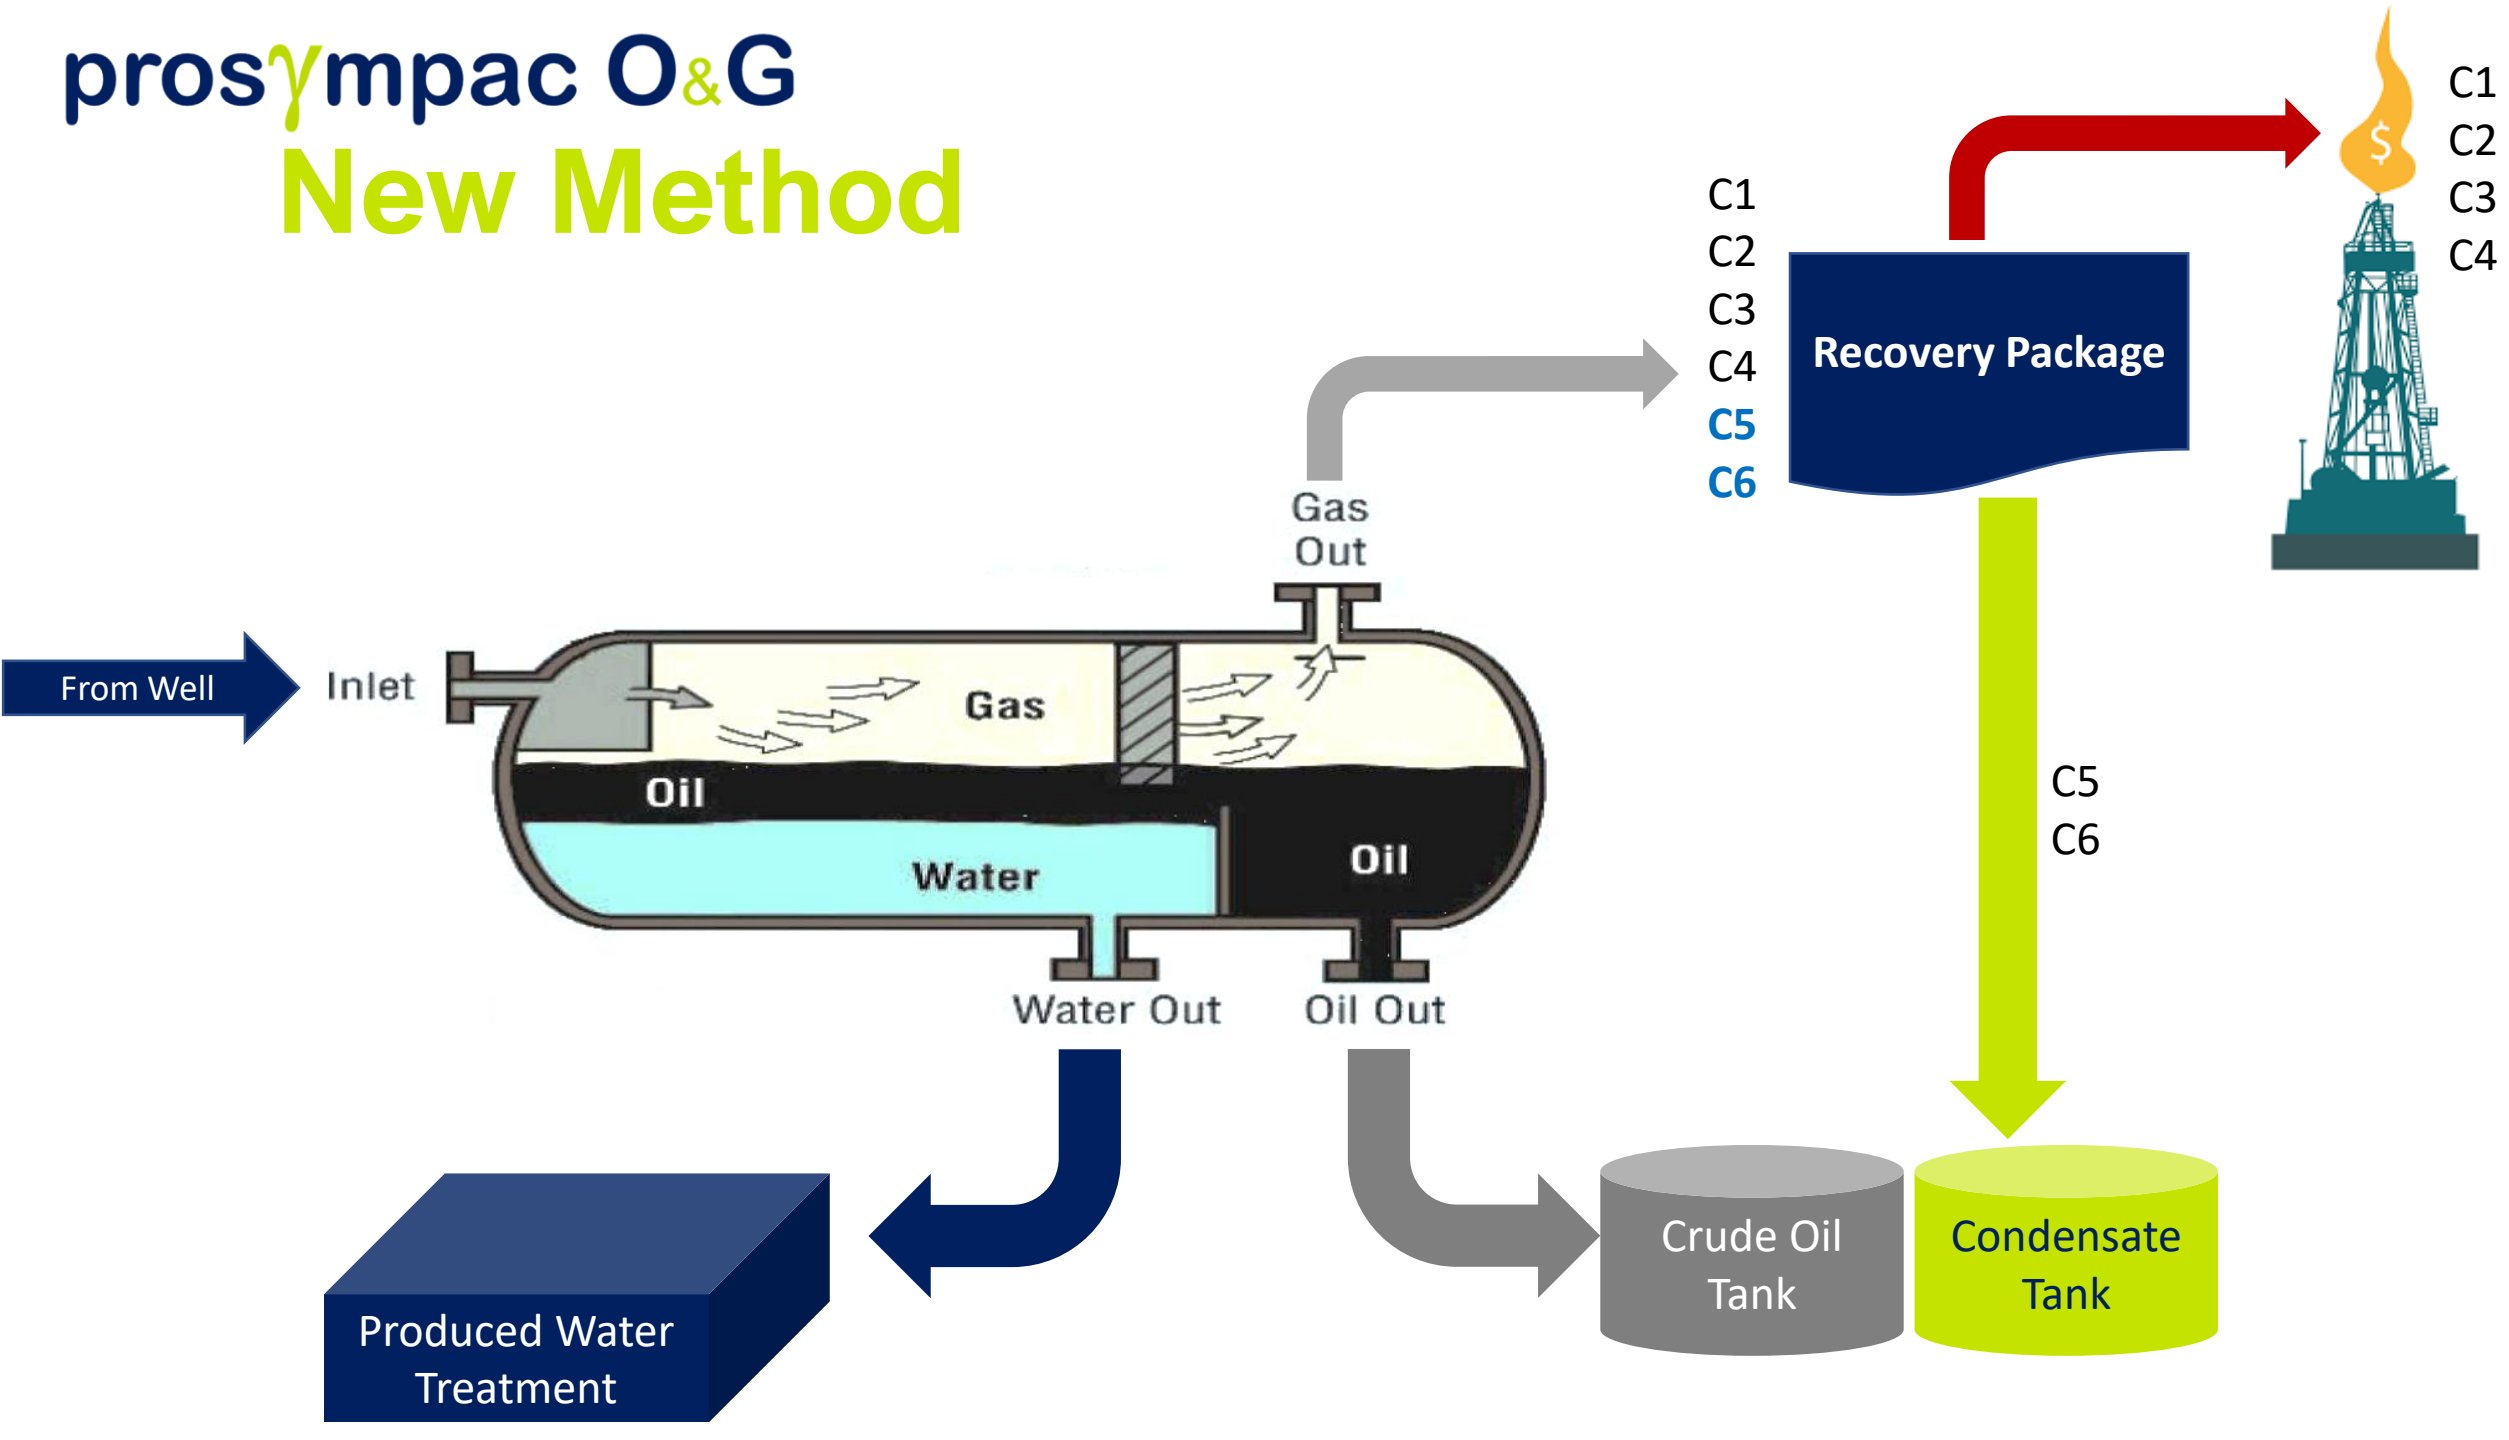 prosγmpac O&G
New Method
$
C1
C2
C3
C4
C1
C2
C3
C4
C5
C6
Recovery Package
Gas
Out
From Well
Inlet
Gas
Oil
Water
Oil
C5
C6
Water Out
Oil Out
Crude Oil
Tank
Condensate
Tank
Produced Water
Treatment